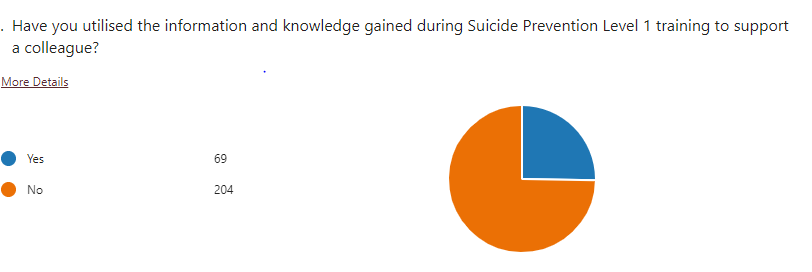 . Have you utilised the information and knowledge gained during Suicide Prevention Level 1 training to support
a colleague?
More Details
Yes 69
No 204